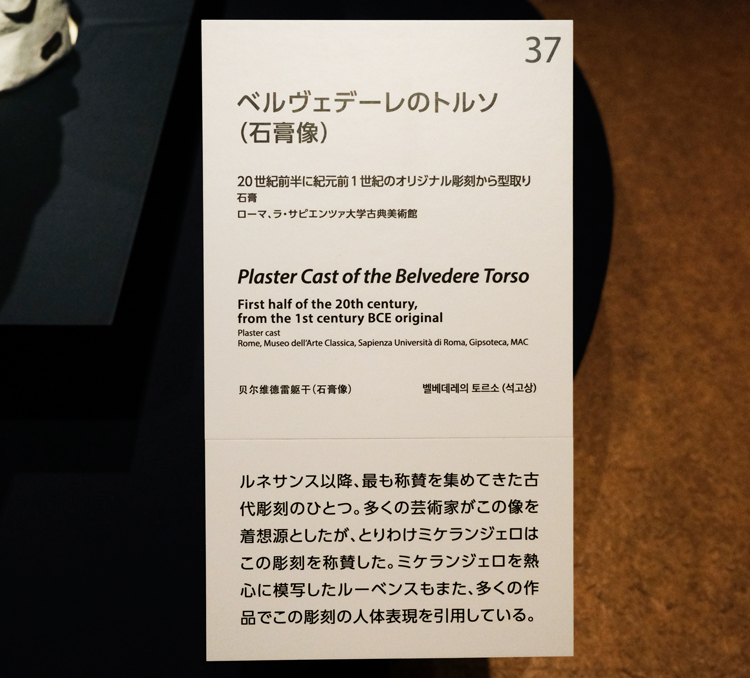 37
ベルヴェデーレのトルソ
（石膏像）
20世紀前半に紀元前1世紀のオリジナル彫刻から型取り
石膏
ローマ、ラ・サピエンツァ大学古典美術館
Plaster Cast of the Belvedere Torso
First half of the 20th century,
from the 1st century BCE original
Plaster cast
Rome, Museo dell'Arte Classica, Sapienza Università di Roma, Gipsoteca, MAC
贝尔维德雷躯干（石膏像）
벨베데레의 토르소 (석고상)
ルネサンス以降、最も称賛を集めてきた古
代彫刻のひとつ。多くの芸術家がこの像を
着想源としたが、とりわけミケランジェロは
この彫刻を称賛した。ミケランジェロを熱
心に模写したルーベンスもまた、多くの作
品でこの彫刻の人体表現を引用している。